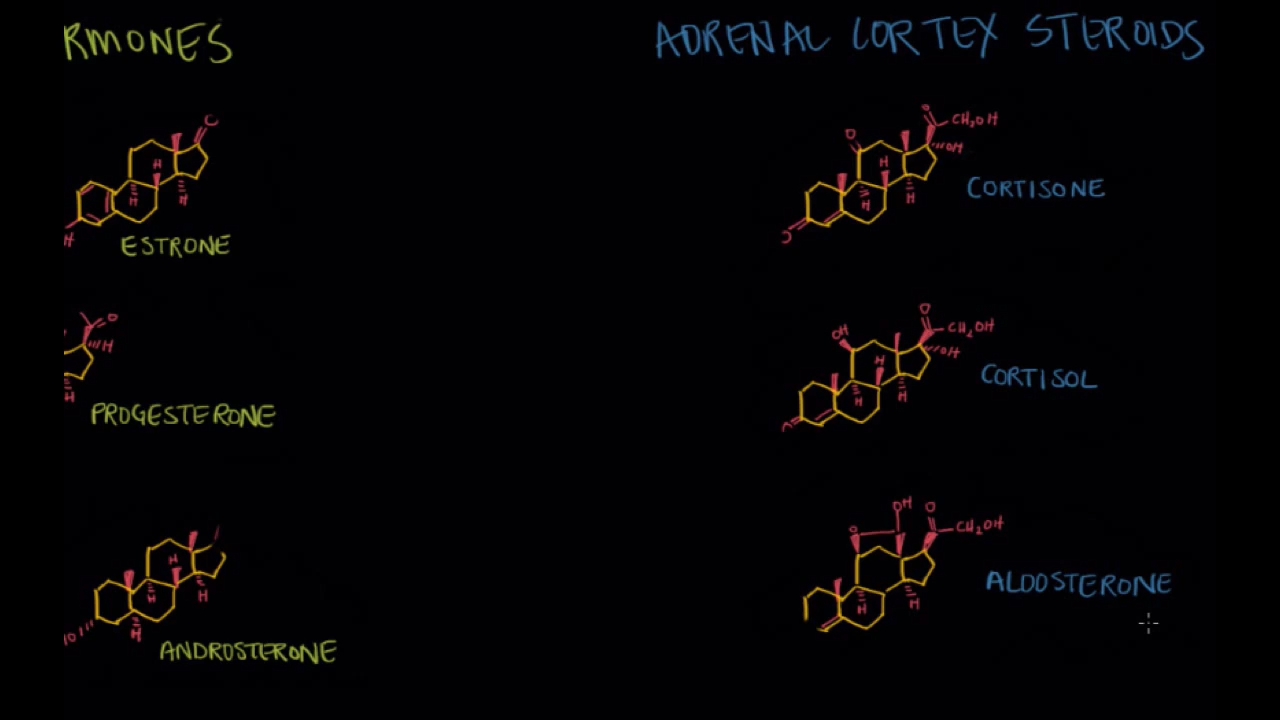 RMONES
ADRENAL CORTEX STEROIDS
O
H
H
H
H
ESTRONE
O
CH2OH
O
OH
H
H
H
O
CORTISONE
O
H
H
PROGESTERONE
O
CH2OH
OH
OH
H
H
H
CORTISOL
H
H
H
H
O
ANDROSTERONE
OH
O
O
CH2OH
H
H
ALDOSTERONE